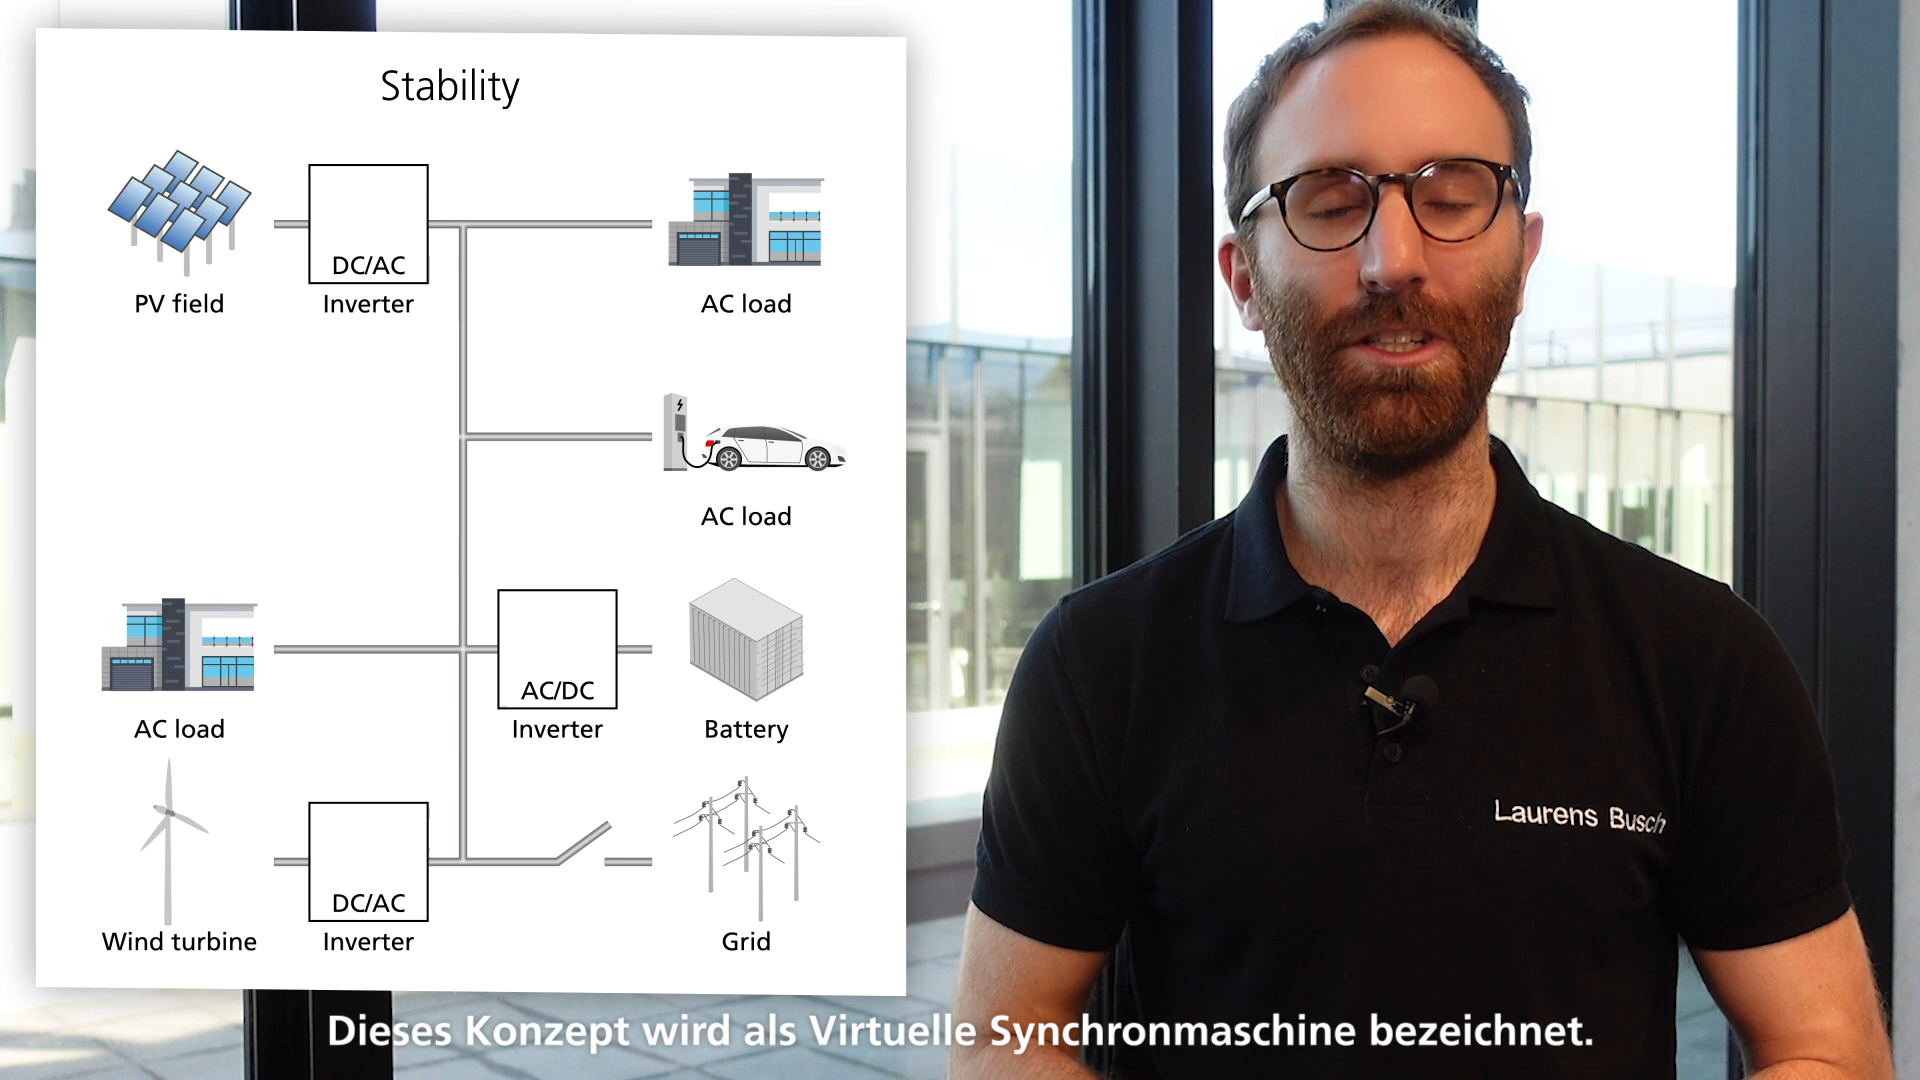 Stability
DC/AC
PV field
Inverter
AC load
AC load
AC/DC
AC load
Inverter
Battery
DC/AC
Wind turbine
Inverter
Grid
Laurens Busch
Dieses Konzept wird als Virtuelle Synchronmaschine bezeichnet.